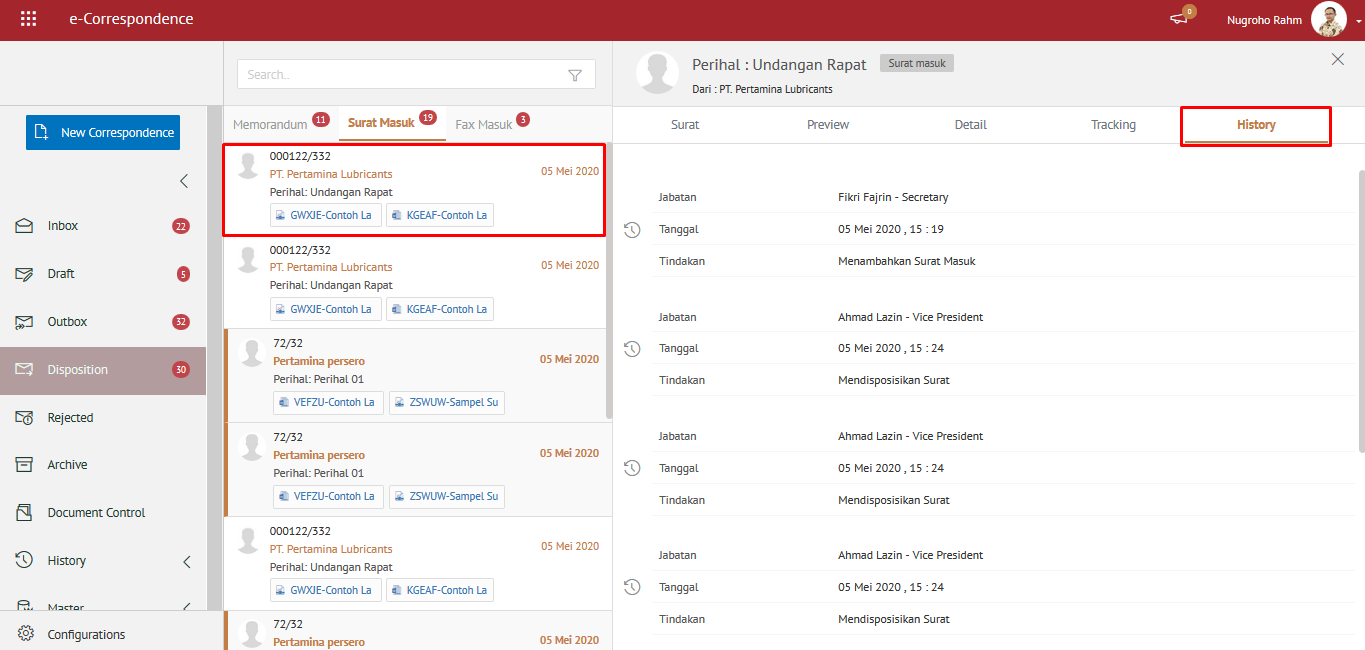 e-Correspondence
0
Nugroho Rahm
New Correspondence
Inbox 22
Draft 5
Outbox 32
Disposition 30
Rejected
Archive
Document Control
History
Master
Configurations
Search..
Memorandum 11 Surat Masuk 19 Fax Masuk 3
000122/332
PT. Pertamina Lubricants 05 Mei 2020
Perihal: Undangan Rapat
GWXJE-Contoh La KGEAF-Contoh La
000122/332
PT. Pertamina Lubricants 05 Mei 2020
Perihal: Undangan Rapat
GWXJE-Contoh La KGEAF-Contoh La
72/32
Pertamina persero 05 Mei 2020
Perihal: Perihal 01
VEFZU-Contoh La ZSWUW-Sampel Su
72/32
Pertamina persero 05 Mei 2020
Perihal: Perihal 01
VEFZU-Contoh La ZSWUW-Sampel Su
000122/332
PT. Pertamina Lubricants 05 Mei 2020
Perihal: Undangan Rapat
GWXJE-Contoh La KGEAF-Contoh La
72/32
Pertamina persero 05 Mei 2020
Perihal : Undangan Rapat Surat masuk
Dari : PT. Pertamina Lubricants
Surat Preview Detail Tracking History
Jabatan Fikri Fajrin - Secretary
Tanggal 05 Mei 2020 , 15 : 19
Tindakan Menambahkan Surat Masuk
Jabatan Ahmad Lazin - Vice President
Tanggal 05 Mei 2020 , 15 : 24
Tindakan Mendisposisikan Surat
Jabatan Ahmad Lazin - Vice President
Tanggal 05 Mei 2020 , 15 : 24
Tindakan Mendisposisikan Surat
Jabatan Ahmad Lazin - Vice President
Tanggal 05 Mei 2020 , 15 : 24
Tindakan Mendisposisikan Surat